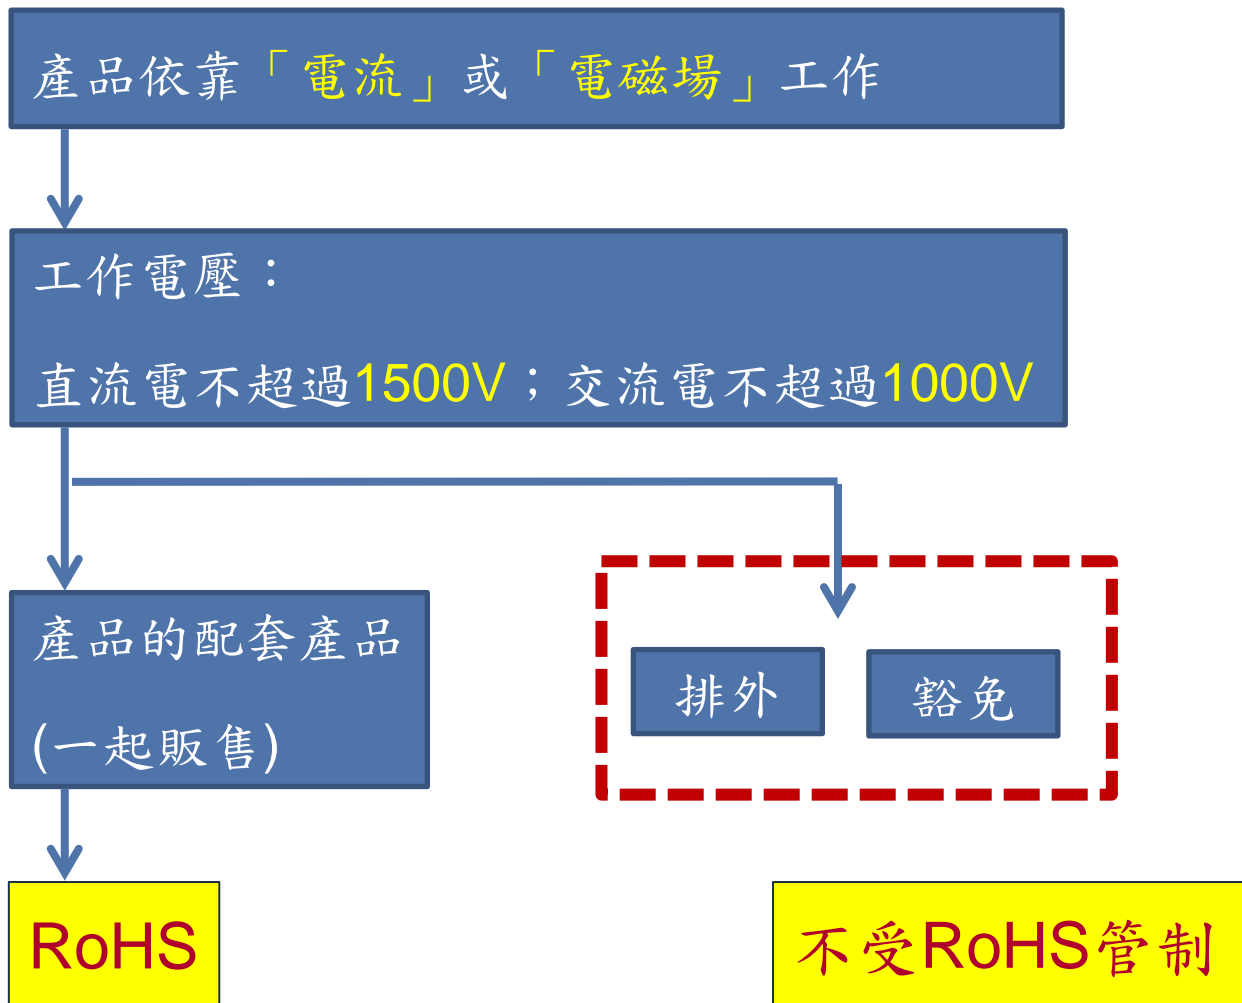 產品依靠「電流」或「電磁場」工作
工作電壓：
直流電不超過1500V；交流電不超過1000V
產品的配套產品
(一起販售)
排外
豁免
RoHS
不受RoHS管制